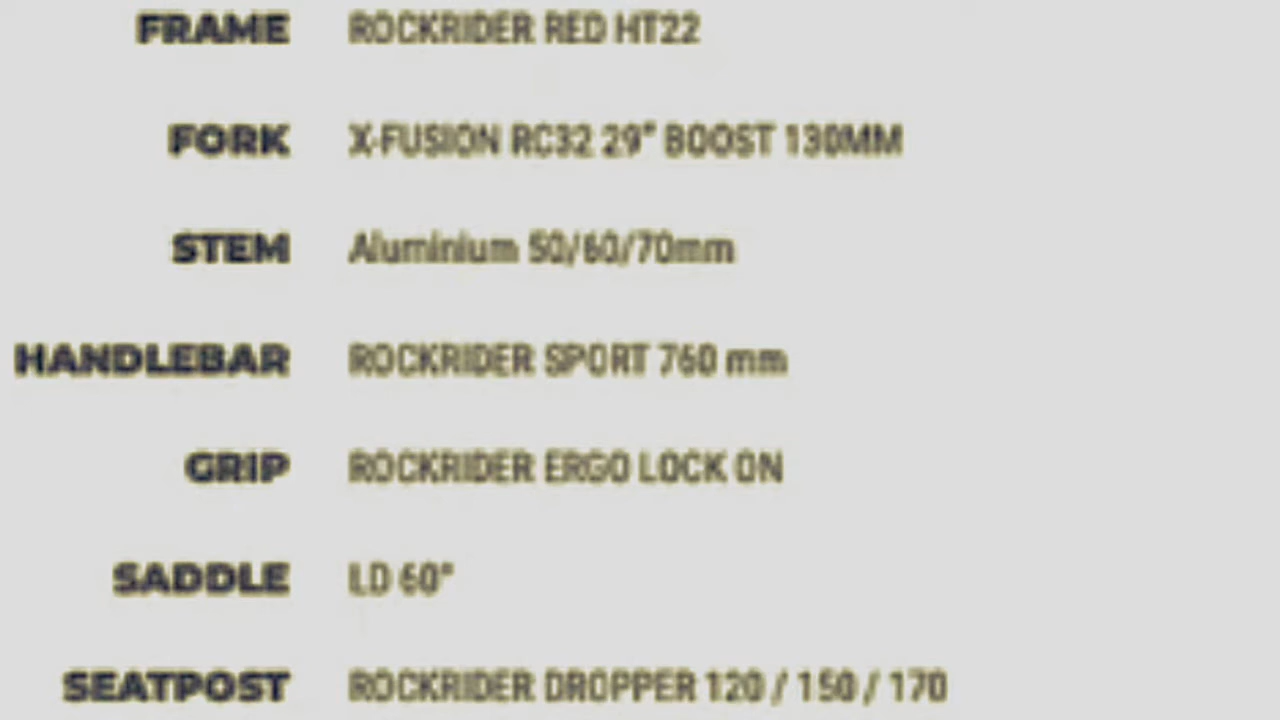 FRAME ROCKRIDER RED HT22
FORK X-FUSION RC32 29" BOOST 130MM
STEM Aluminium 50/60/70mm
HANDLEBAR ROCKRIDER SPORT 760 mm
GRIP ROCKRIDER ERGO LOCK ON
SADDLE LD 60°
SEATPOST ROCKRIDER DROPPER 120 / 150 / 170